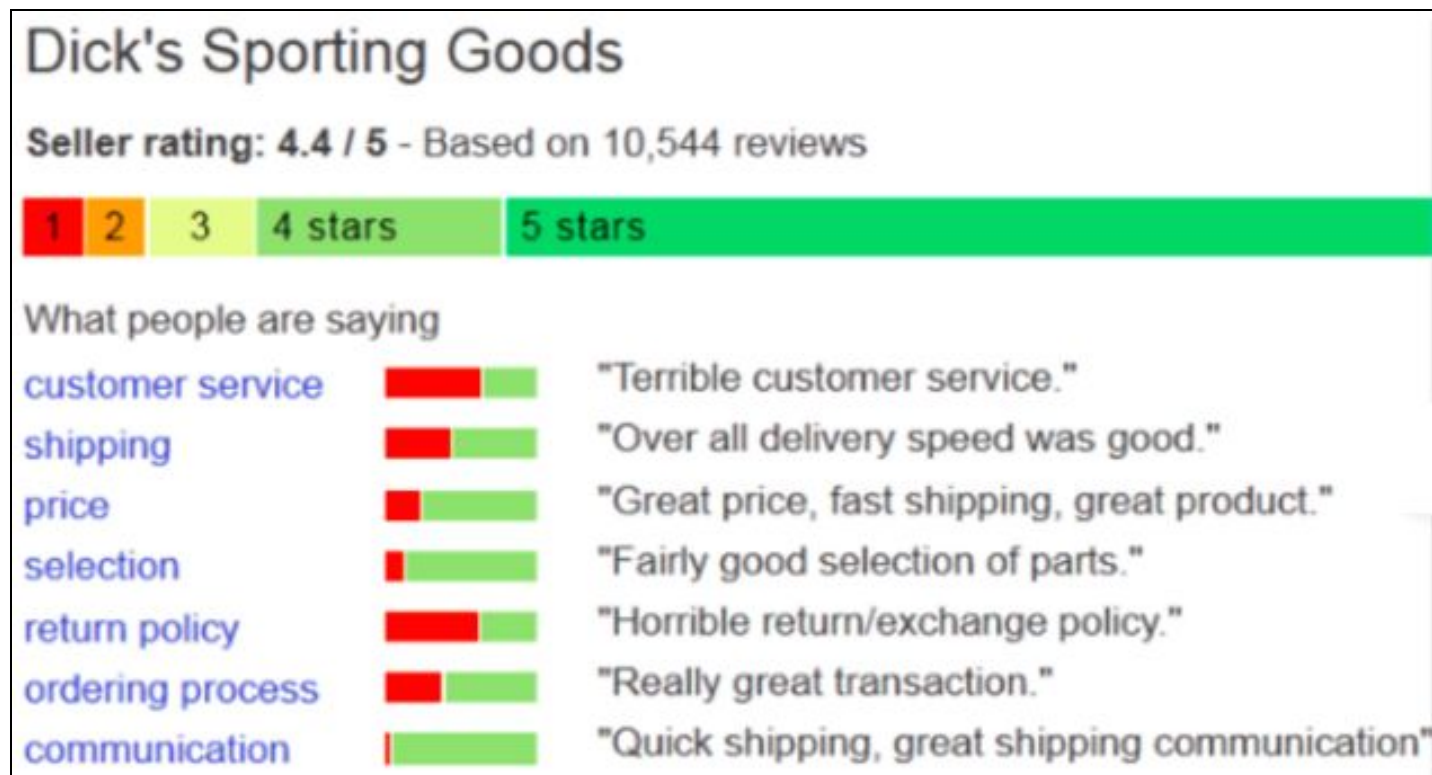 Dick's Sporting Goods
Seller rating: 4.4 / 5 - Based on 10,544 reviews
1 2 3 4 stars 5 stars
What people are saying
customer service "Terrible customer service."
shipping "Over all delivery speed was good."
price "Great price, fast shipping, great product."
selection "Fairly good selection of parts."
return policy "Horrible return/exchange policy."
ordering process "Really great transaction."
communication "Quick shipping, great shipping communication"